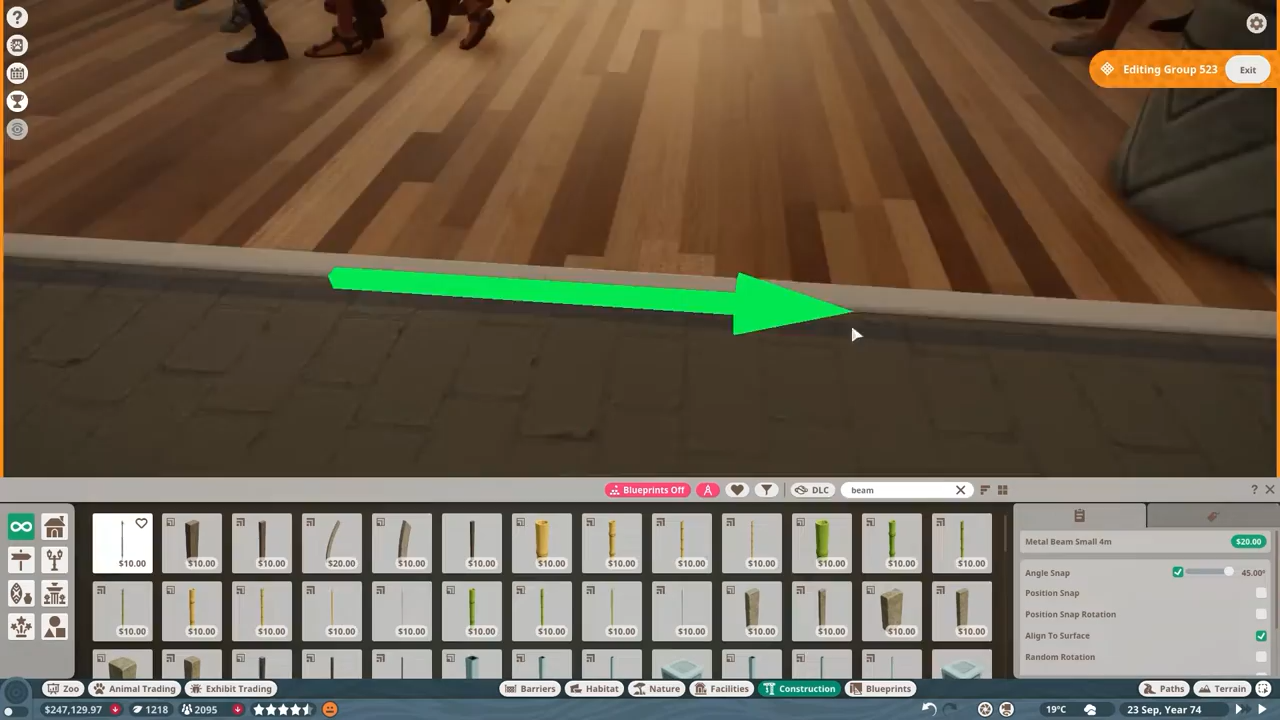 ?
Editing Group 523 Exit
Blueprints Off DLC beam ? ✕
$10.00 $10.00 $10.00 $20.00 $10.00 $10.00 $10.00 $10.00 $10.00 $10.00 $10.00 $10.00 $10.00
Metal Beam Small 4m $20.00
Angle Snap 45.00°
Position Snap
$10.00 $10.00 $10.00 $10.00 $10.00 $10.00 $10.00 $10.00 $10.00 $10.00 $10.00 $10.00 $10.00
Position Snap Rotation
Align To Surface
Random Rotation
Zoo Animal Trading Exhibit Trading Barriers Habitat Nature Facilities Construction Blueprints Paths Terrain
$247,129.97 1218 2095 19°C 23 Sep, Year 74